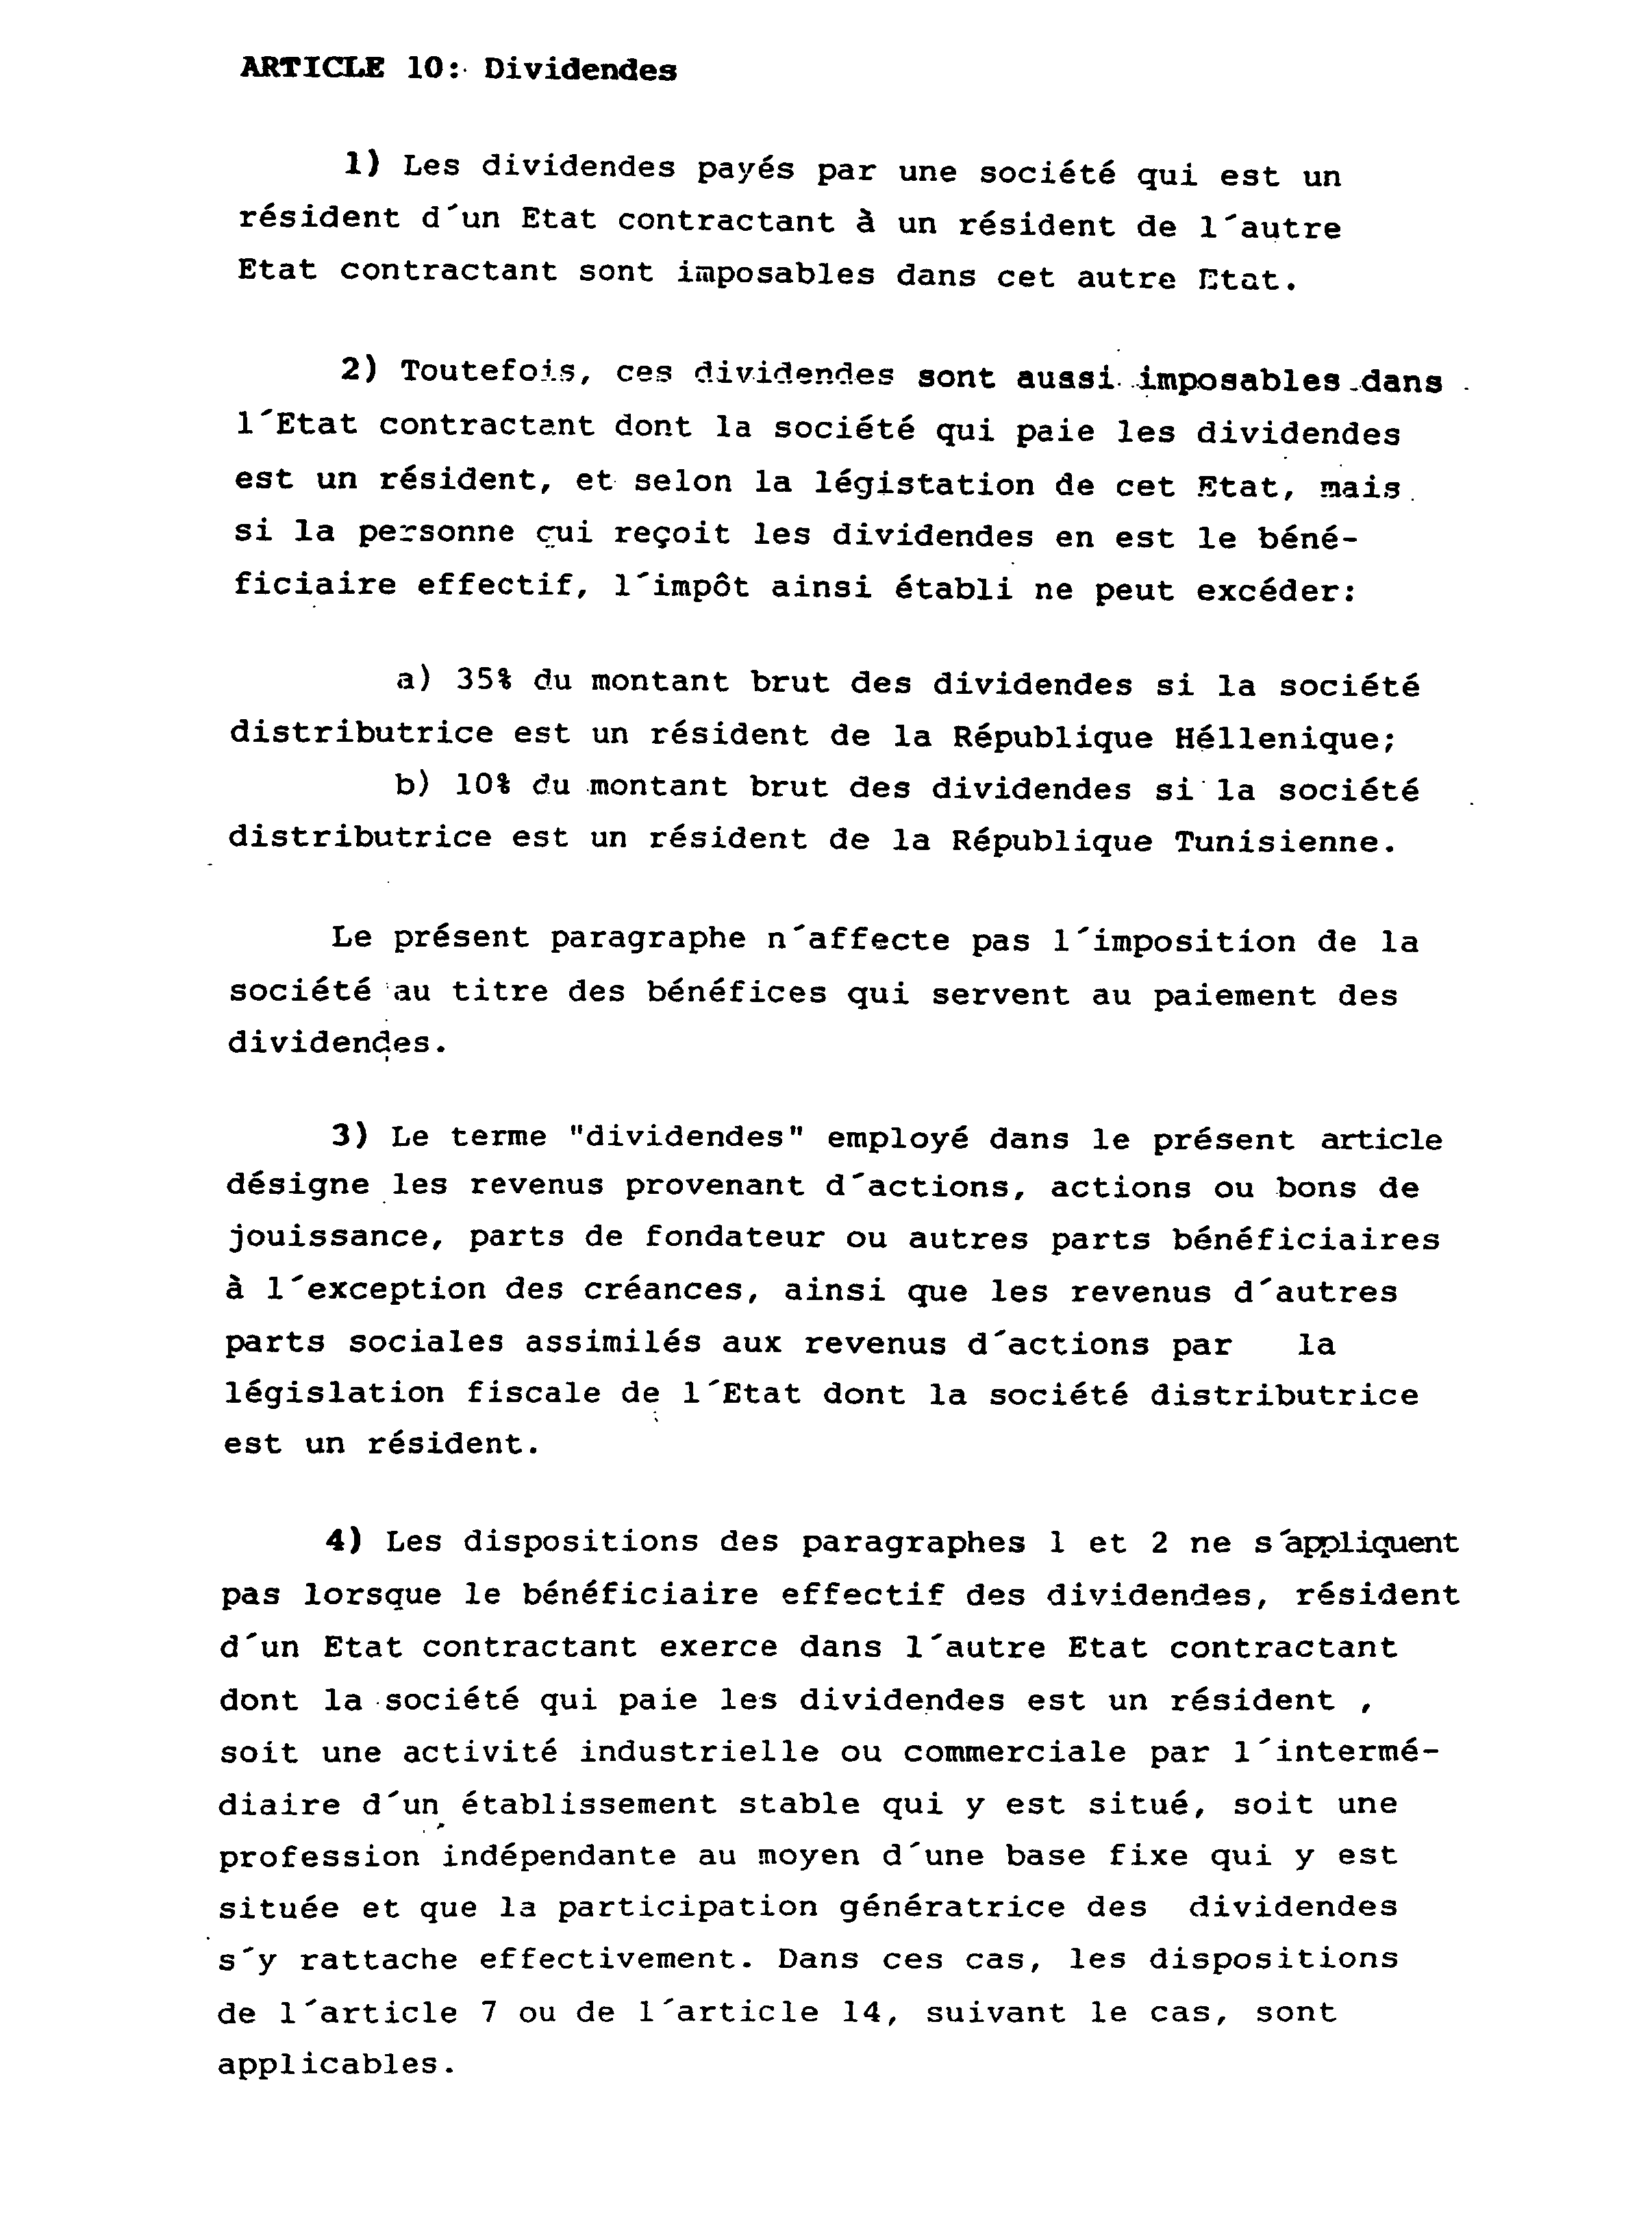 ARTICLE 10: Dividendes
1) Les dividendes payés par une société qui est un
résident d´un Etat contractant à un résident de l´autre
Etat contractant sont imposables dans cet autre Etat.
2) Toutefois, ces dividendes sont aussi imposables dans
l´Etat contractant dont la société qui paie les dividendes
est un résident, et selon la légistation de cet Etat, mais
si la personne qui reçoit les dividendes en est le béné-
ficiaire effectif, l´impôt ainsi établi ne peut excéder:
a) 35% du montant brut des dividendes si la société
distributrice est un résident de la République Héllenique;
b) 10% du montant brut des dividendes si la société
distributrice est un résident de la République Tunisienne.
Le présent paragraphe n´affecte pas l´imposition de la
société au titre des bénéfices qui servent au paiement des
dividendes.
3) Le terme "dividendes" employé dans le présent article
désigne les revenus provenant d´actions, actions ou bons de
jouissance, parts de fondateur ou autres parts bénéficiaires
à l´exception des créances, ainsi que les revenus d´autres
parts sociales assimilés aux revenus d´actions par la
législation fiscale de l´Etat dont la société distributrice
est un résident.
4) Les dispositions des paragraphes 1 et 2 ne s´appliquent
pas lorsque le bénéficiaire effectif des dividendes, résident
d´un Etat contractant exerce dans l´autre Etat contractant
dont la société qui paie les dividendes est un résident ,
soit une activité industrielle ou commerciale par l´intermé-
diaire d´un établissement stable qui y est situé, soit une
profession indépendante au moyen d´une base fixe qui y est
située et que la participation génératrice des dividendes
s´y rattache effectivement. Dans ces cas, les dispositions
de l´article 7 ou de l´article 14, suivant le cas, sont
applicables.